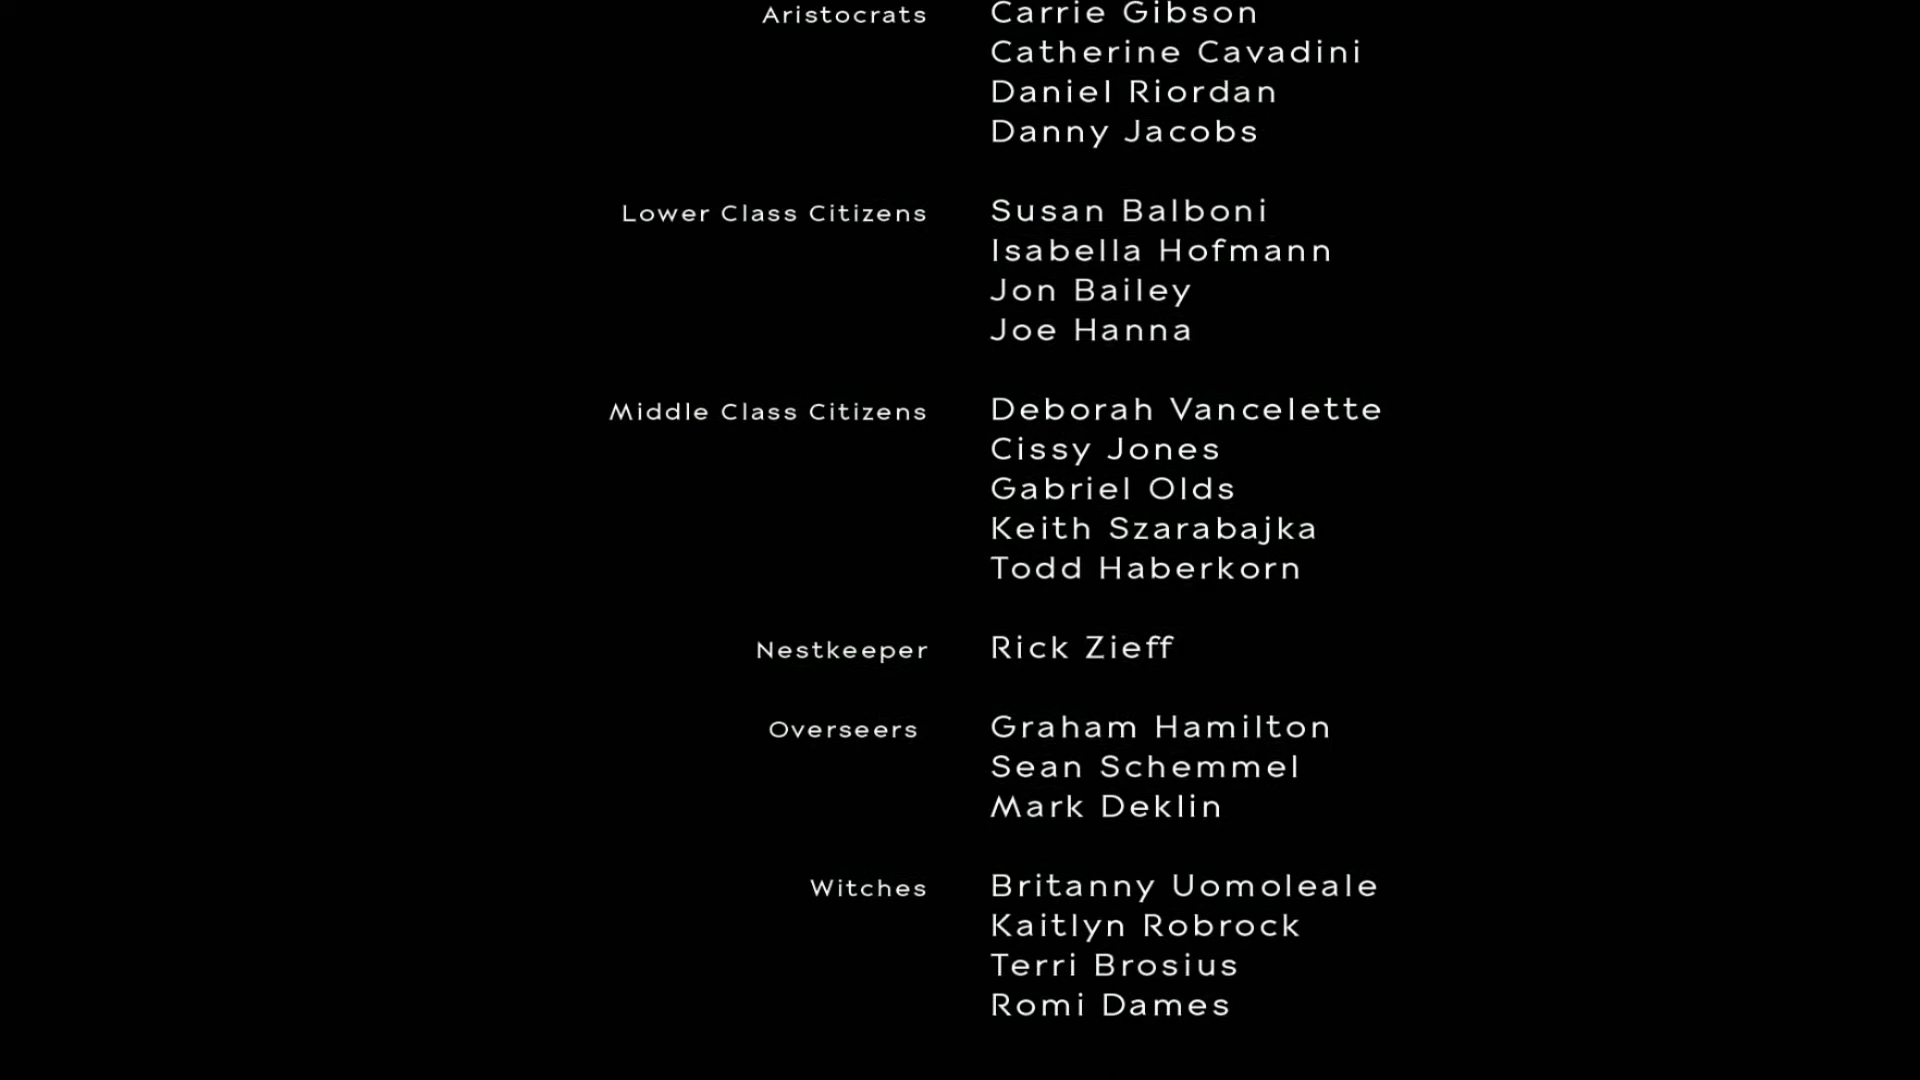 Aristocrats Carrie Gibson
Catherine Cavadini
Daniel Riordan
Danny Jacobs
Lower Class Citizens Susan Balboni
Isabella Hofmann
Jon Bailey
Joe Hanna
Middle Class Citizens Deborah Vancelette
Cissy Jones
Gabriel Olds
Keith Szarabajka
Todd Haberkorn
Nestkeeper Rick Zieff
Overseers Graham Hamilton
Sean Schemmel
Mark Deklin
Witches Britanny Uomoleale
Kaitlyn Robrock
Terri Brosius
Romi Dames